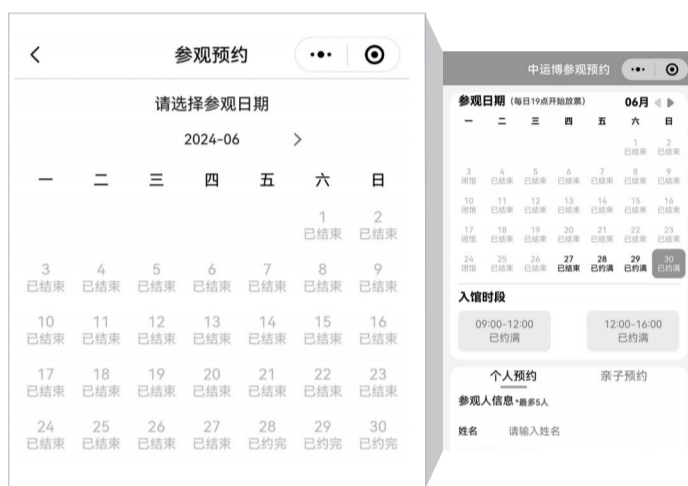 参观预约
请选择参观日期
2024-06
一 二 三 四 五 六 日
1 2
已结束 已结束
3 4 5 6 7 8 9
已结束 已结束 已结束 已结束 已结束 已结束 已结束
10 11 12 13 14 15 16
已结束 已结束 已结束 已结束 已结束 已结束 已结束
17 18 19 20 21 22 23
已结束 已结束 已结束 已结束 已结束 已结束 已结束
24 25 26 27 28 29 30
已结束 已结束 已结束 已结束 已约完 已约完 已约完
中运博参观预约
参观日期（每日19点开始放票） 06月
一 二 三 四 五 六 日
1 2
已结束 已结束
3 4 5 6 7 8 9
闭馆 已结束 已结束 已结束 已结束 已结束 已结束
10 11 12 13 14 15 16
闭馆 已结束 已结束 已结束 已结束 已结束 已结束
17 18 19 20 21 22 23
闭馆 已结束 已结束 已结束 已结束 已结束 已结束
24 25 26 27 28 29 30
闭馆 已结束 已结束 已结束 已约满 已约满 已约满
入馆时段
09:00-12:00 12:00-16:00
已约满 已约满
个人预约 亲子预约
参观人信息*最多5人
姓名 请输入姓名